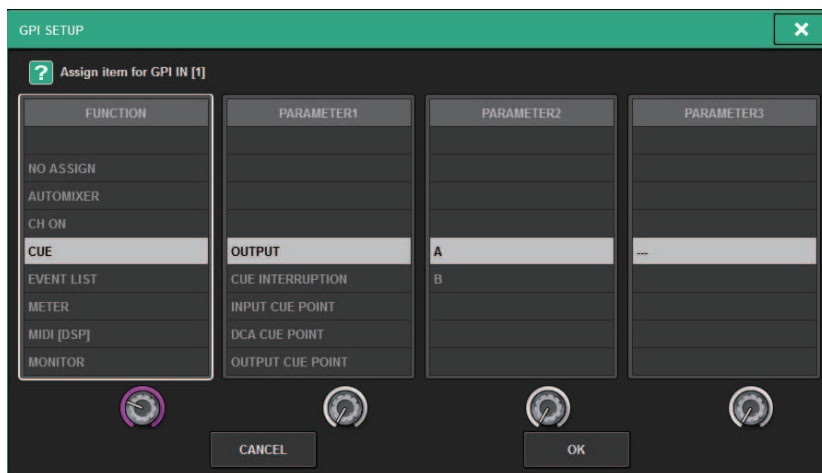 GPI SETUP
?
Assign item for GPI IN [1]
FUNCTION PARAMETER1 PARAMETER2 PARAMETER3
NO ASSIGN
AUTOMIXER
CH ON
CUE OUTPUT A ---
EVENT LIST CUE INTERRUPTION B
METER INPUT CUE POINT
MIDI [DSP] DCA CUE POINT
MONITOR OUTPUT CUE POINT
CANCEL OK